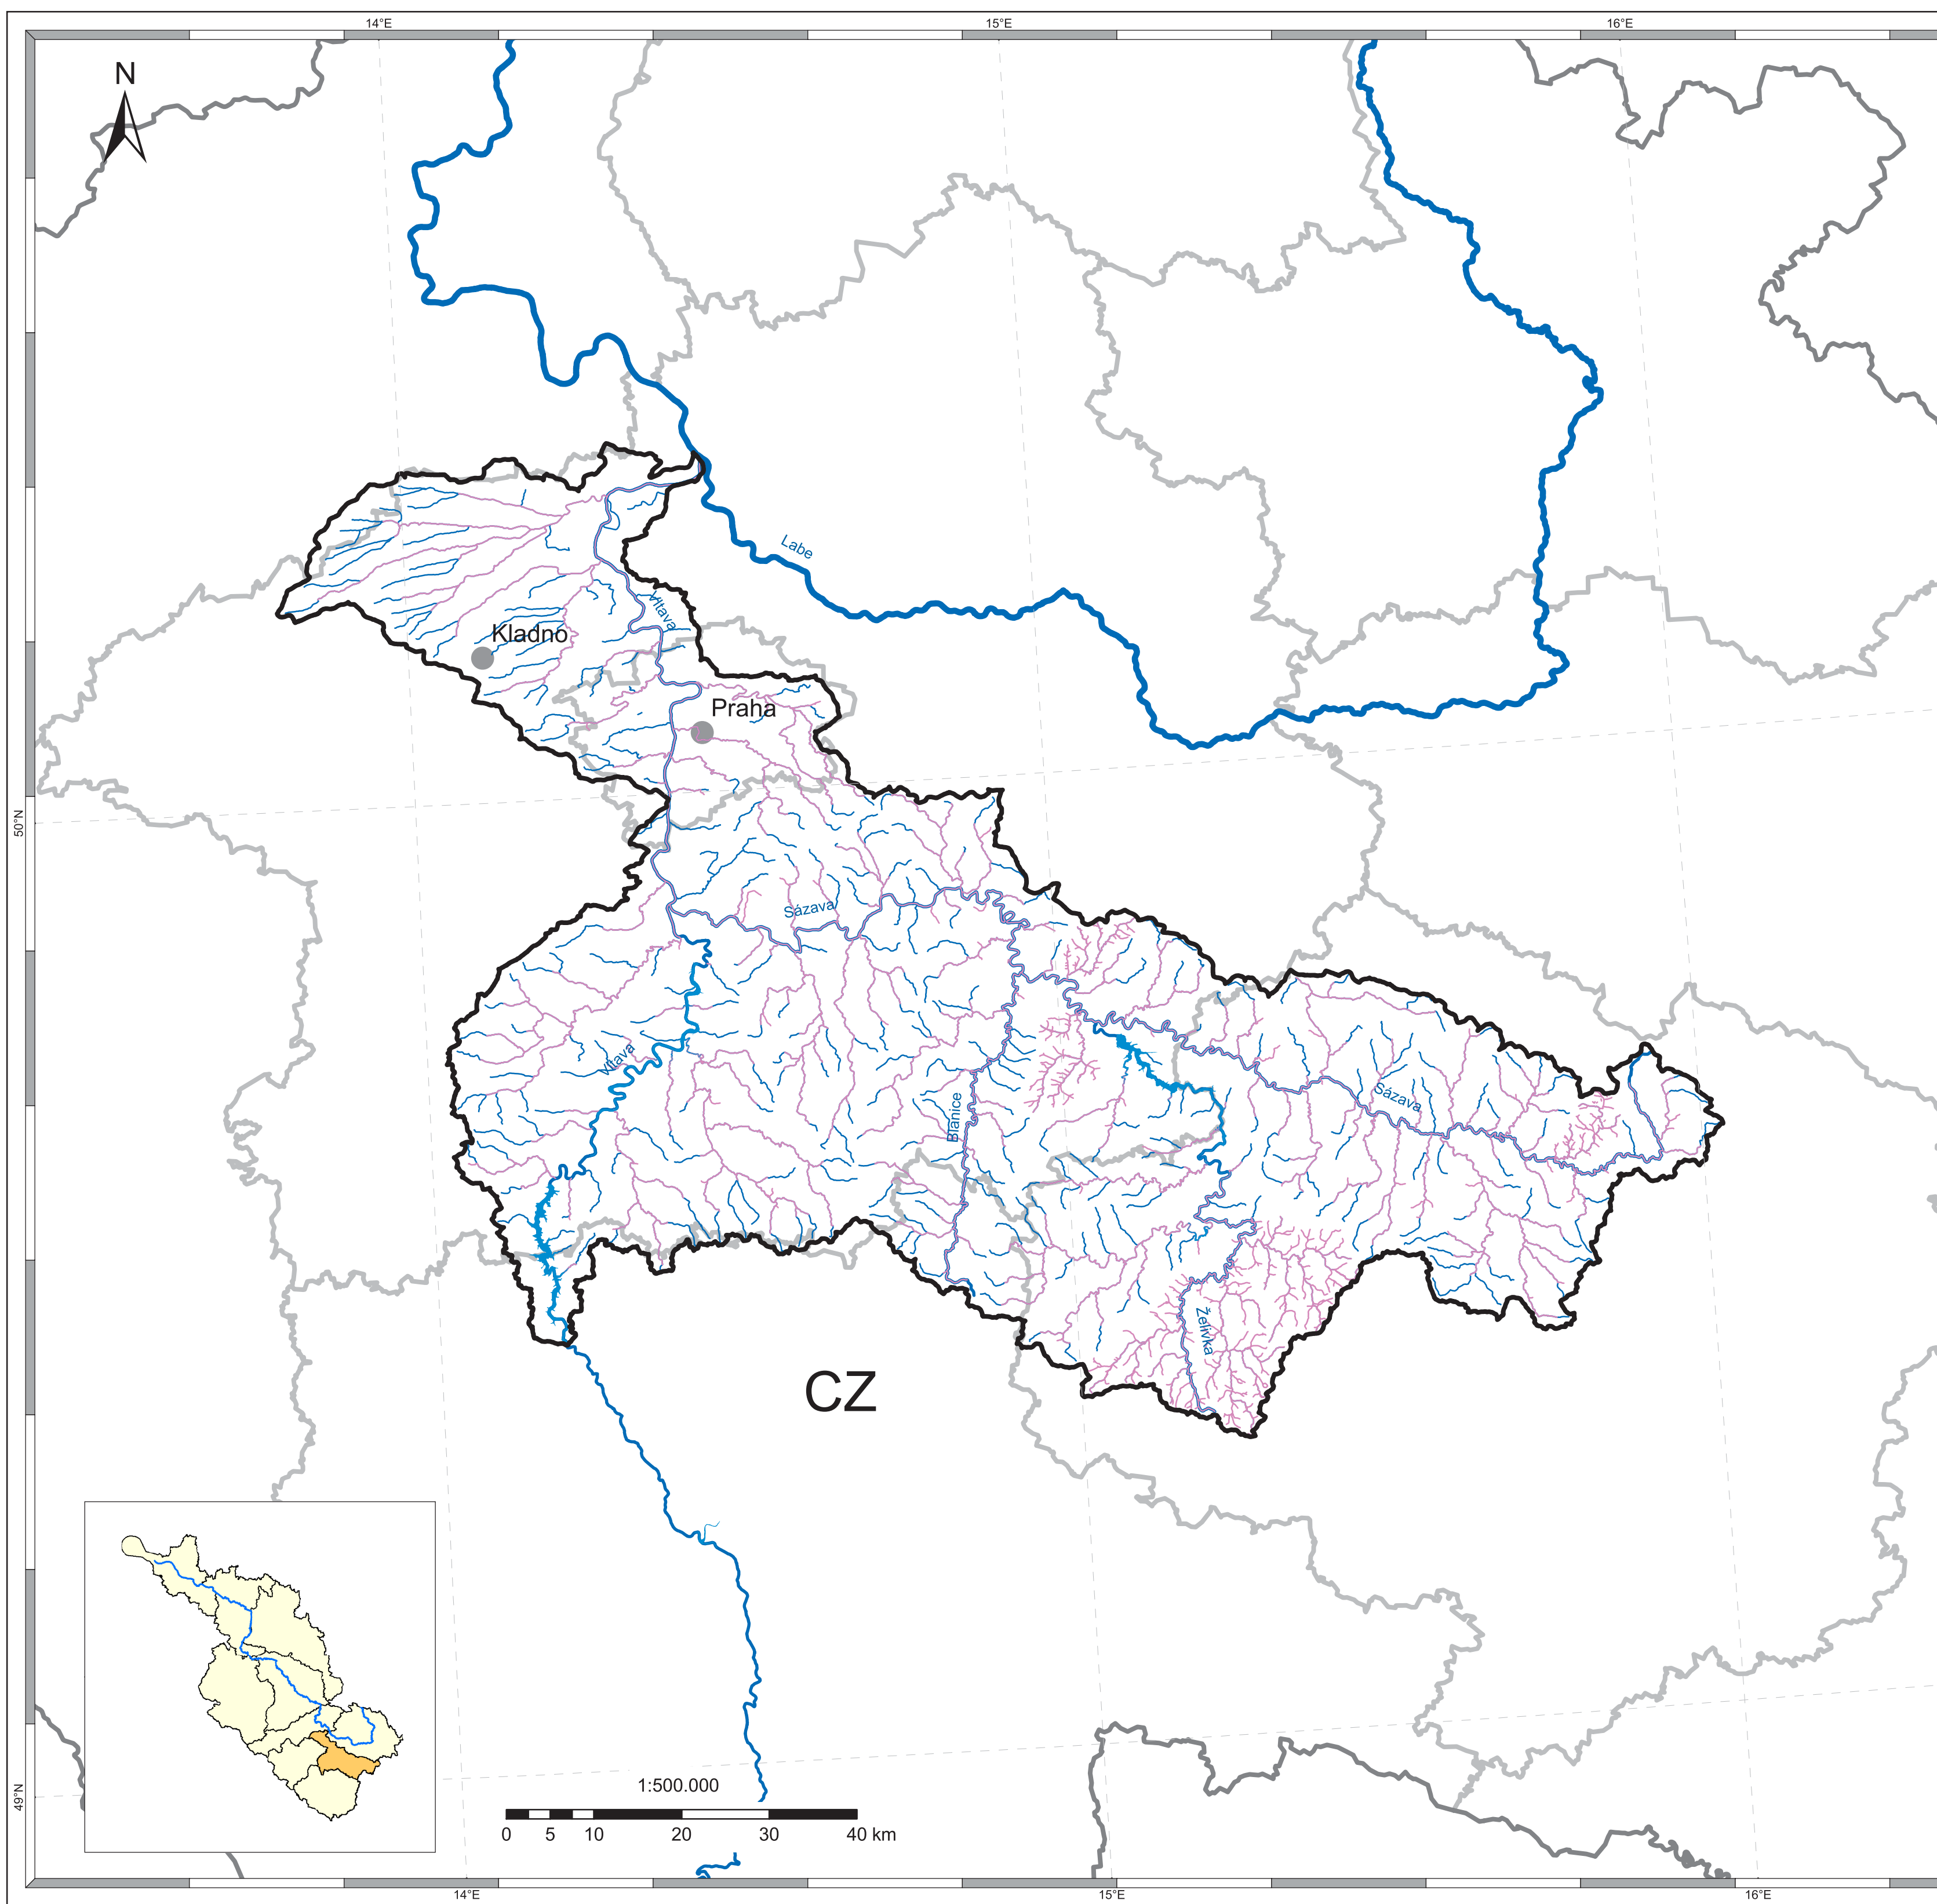 14°E
15°E
16°E
N
Labe
Vltava
Kladno
Praha
50°N
Sázava
Vltava
Sázava
Blanice
Želivka
CZ
1:500.000
49°N
0 5 10 20 30 40 km
14°E
15°E
16°E